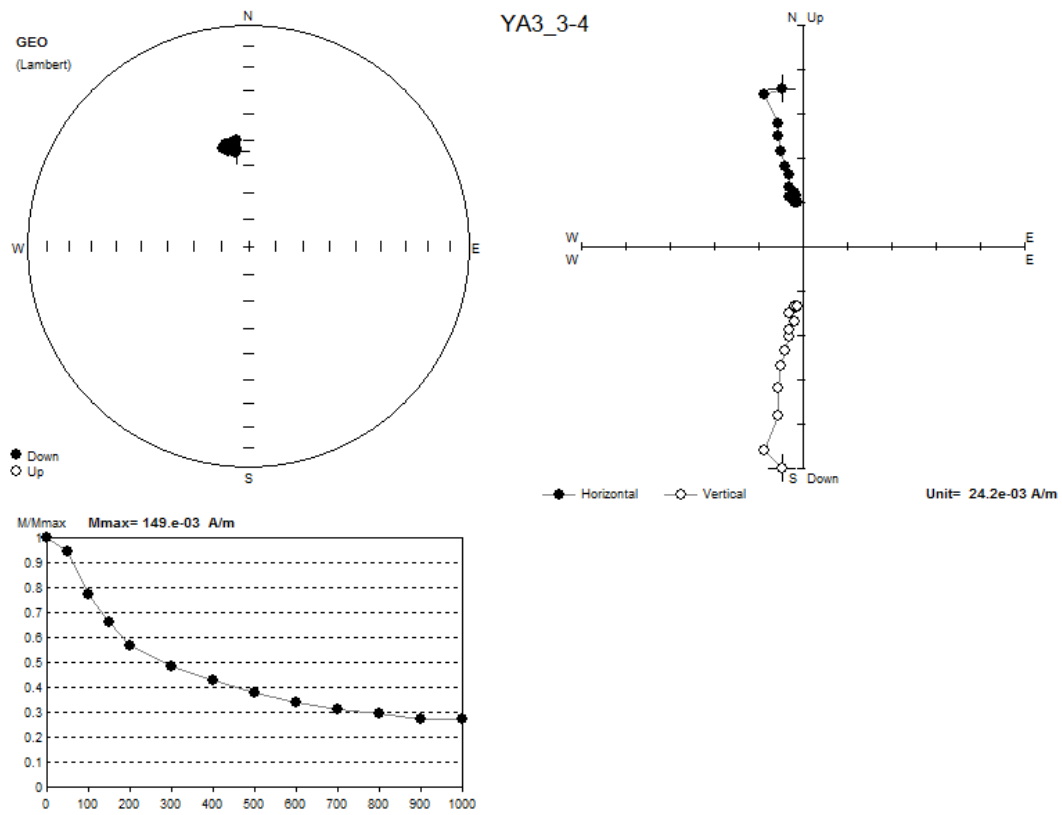 YA3_3-4
N
GEO
(Lambert)
W
E
S
Down
Up
N Up
W
W
E
E
S Down
Horizontal
Vertical
Unit= 24.2e-03 A/m
M/Mmax Mmax= 149.e-03 A/m
1
0.9
0.8
0.7
0.6
0.5
0.4
0.3
0.2
0.1
0
0 100 200 300 400 500 600 700 800 900 1000